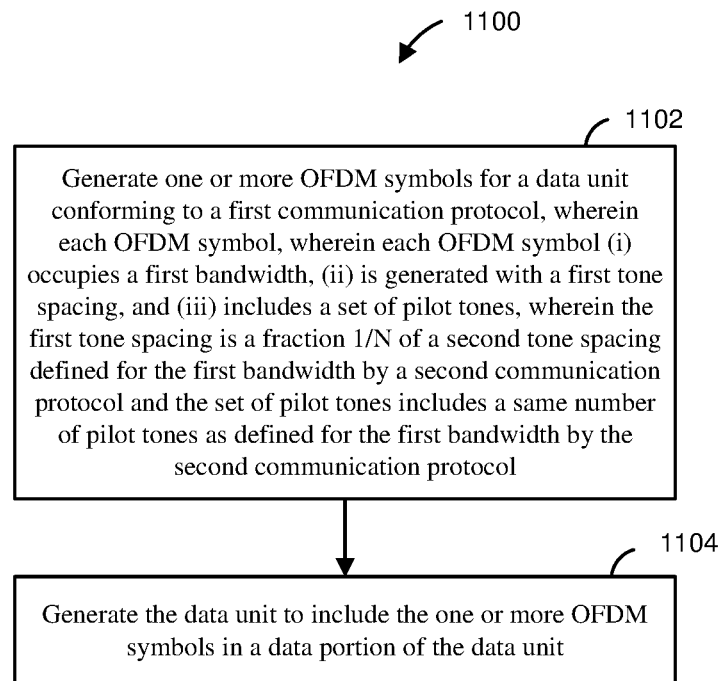 1100
1102
Generate one or more OFDM symbols for a data unit
conforming to a first communication protocol, wherein
each OFDM symbol, wherein each OFDM symbol (i)
occupies a first bandwidth, (ii) is generated with a first tone
spacing, and (iii) includes a set of pilot tones, wherein the
first tone spacing is a fraction 1/N of a second tone spacing
defined for the first bandwidth by a second communication
protocol and the set of pilot tones includes a same number
of pilot tones as defined for the first bandwidth by the
second communication protocol
1104
Generate the data unit to include the one or more OFDM
symbols in a data portion of the data unit